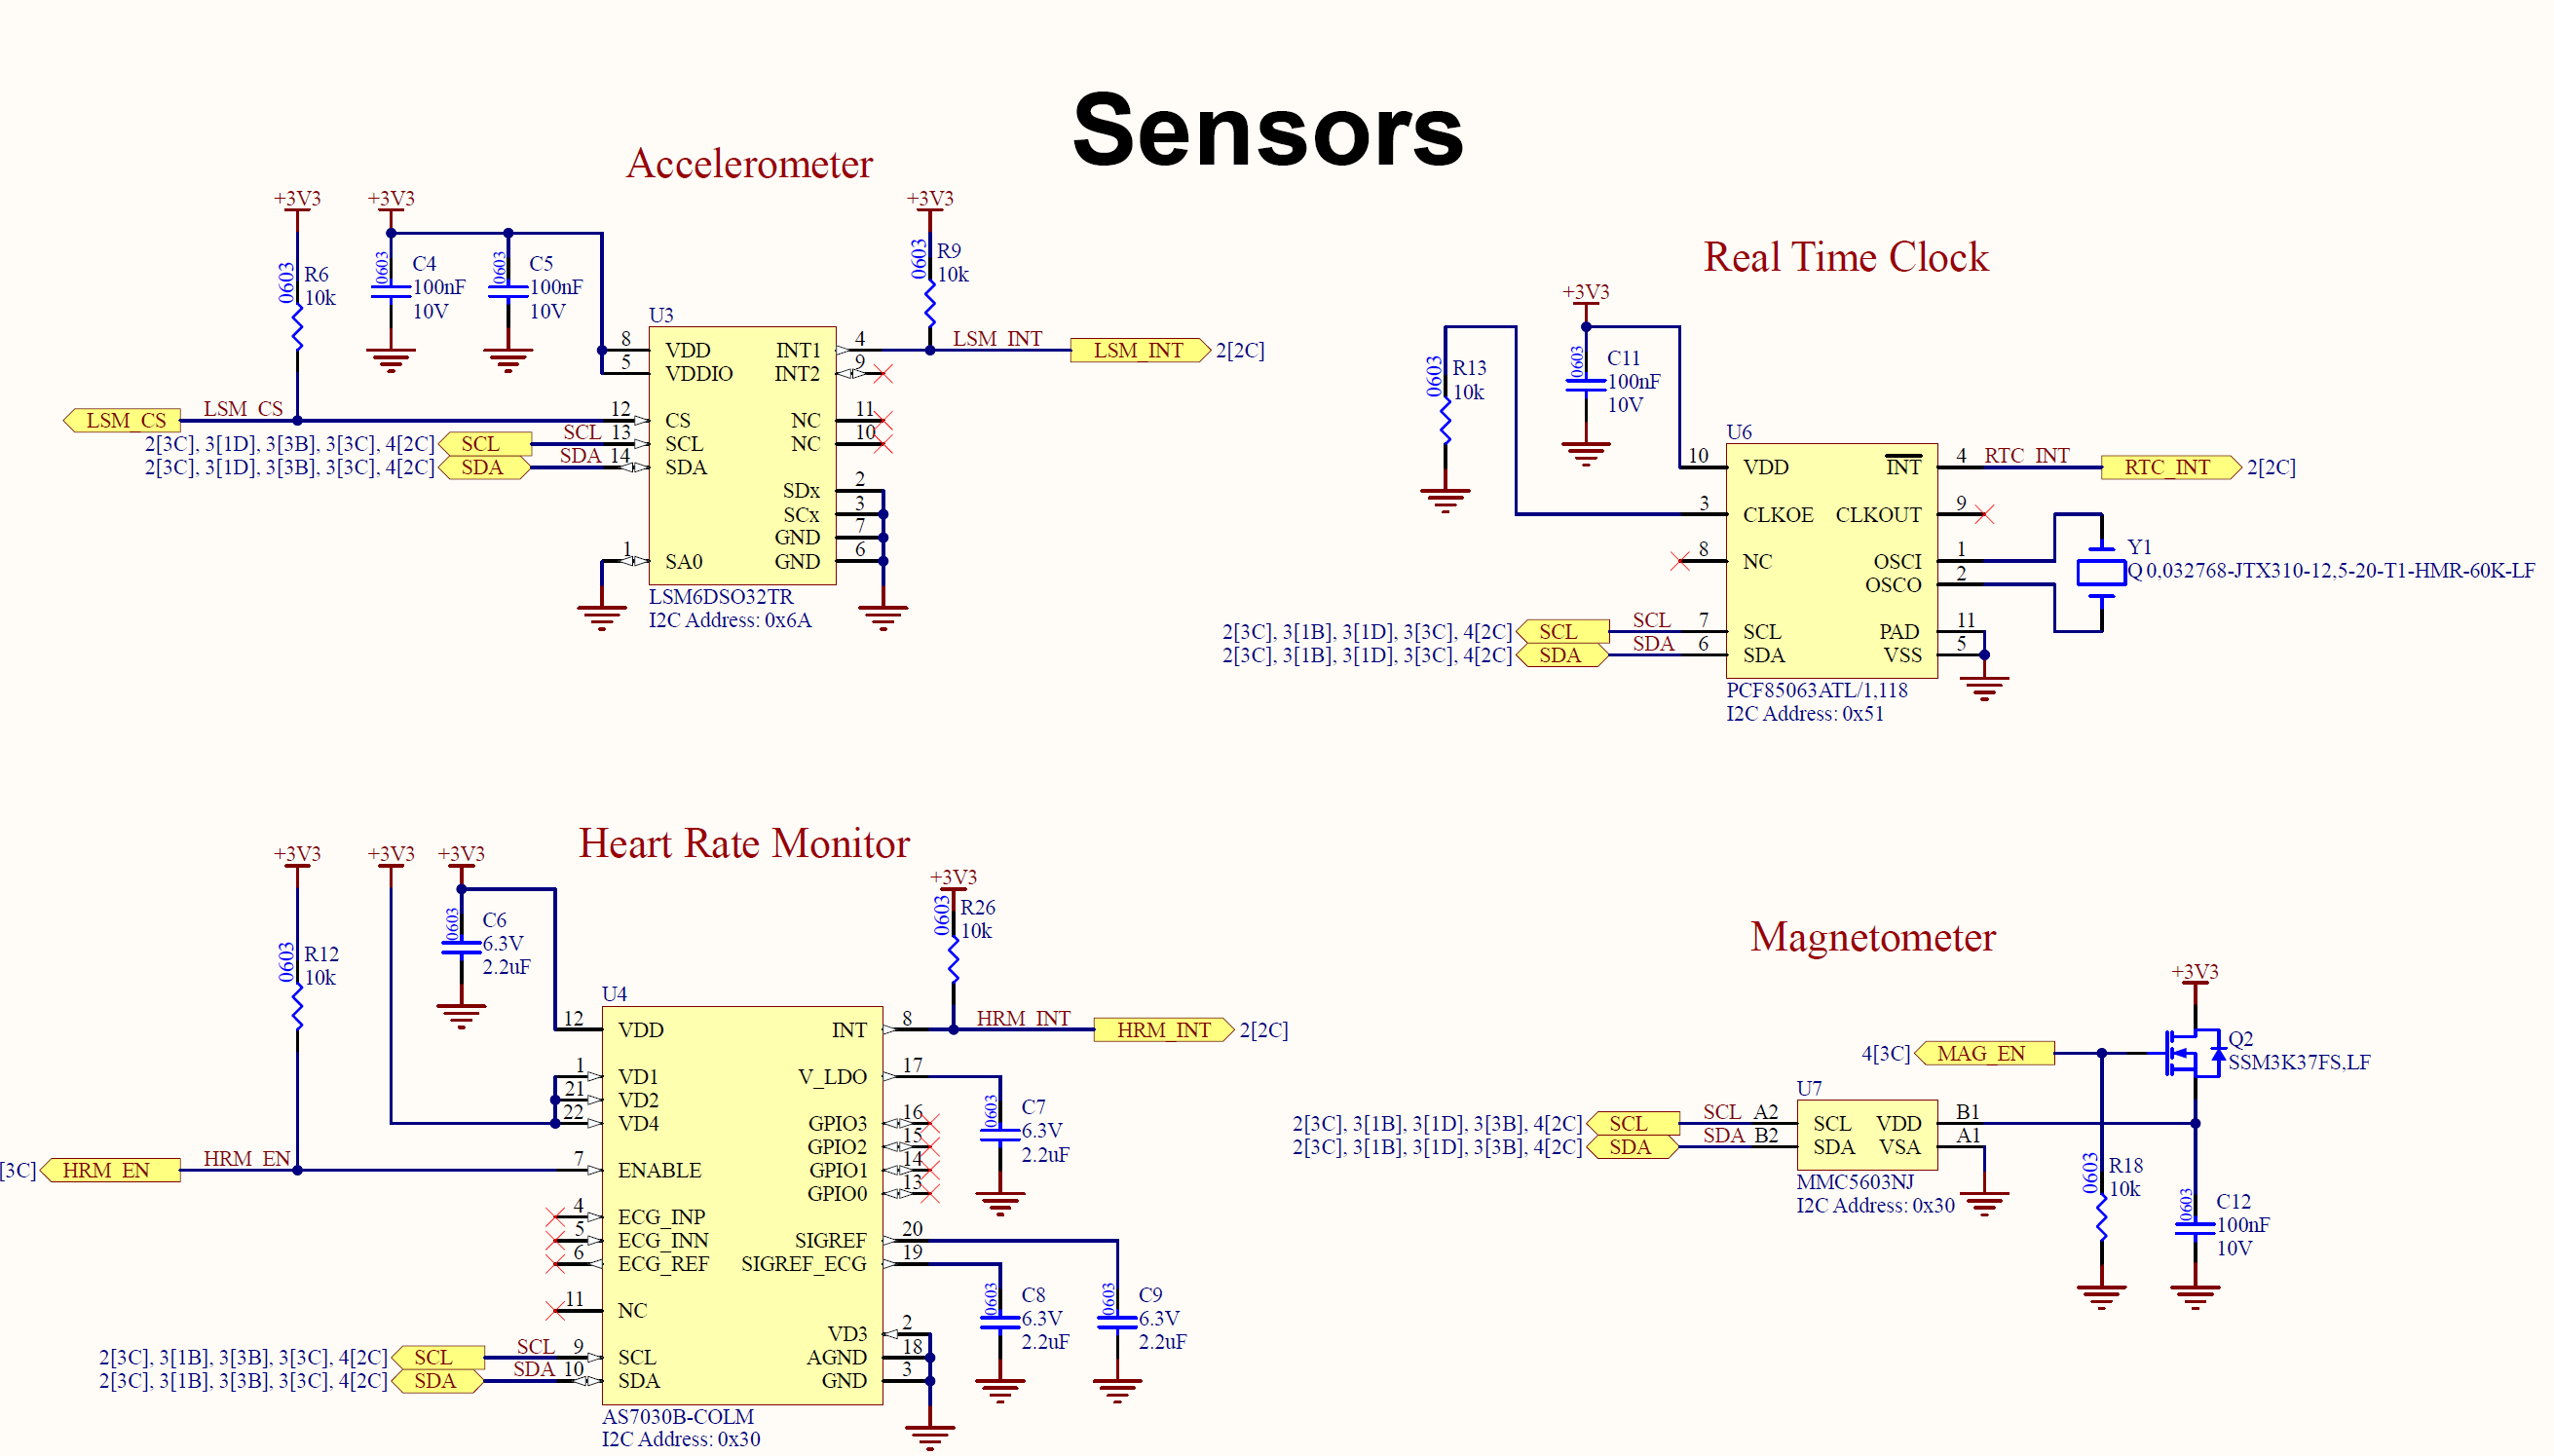 Sensors
Accelerometer
+3V3
+3V3
+3V3
0603
R6
10k
0603
C4
100nF
10V
0603
C5
100nF
10V
0603
R9
10k
U3
8 VDD
5 VDDIO
12 CS
13 SCL
14 SDA
1 SA0
INT1 4
INT2 9
NC 11
NC 10
SDx 2
SCx 3
GND 7
GND 6
LSM_INT
LSM_INT 2[2C]
LSM_CS LSM_CS
2[3C], 3[1D], 3[3B], 3[3C], 4[2C] SCL SCL
2[3C], 3[1D], 3[3B], 3[3C], 4[2C] SDA SDA
LSM6DSO32TR
I2C Address: 0x6A
Real Time Clock
+3V3
0603
R13
10k
0603
C11
100nF
10V
U6
10 VDD
3 CLKOE
8 NC
7 SCL
6 SDA
INT 4
CLKOUT 9
OSCI 1
OSCO 2
PAD 11
VSS 5
RTC_INT
RTC_INT 2[2C]
Y1
Q 0,032768-JTX310-12,5-20-T1-HMR-60K-LF
2[3C], 3[1B], 3[1D], 3[3C], 4[2C] SCL SCL
2[3C], 3[1B], 3[1D], 3[3C], 4[2C] SDA SDA
PCF85063ATL/1,118
I2C Address: 0x51
Heart Rate Monitor
+3V3
+3V3
+3V3
+3V3
0603
R12
10k
0603
C6
6.3V
2.2uF
0603
R26
10k
U4
12 VDD
1 VD1
21 VD2
22 VD4
7 ENABLE
4 ECG_INP
5 ECG_INN
6 ECG_REF
11 NC
9 SCL
10 SDA
INT 8
V_LDO 17
GPIO3 16
GPIO2 15
GPIO1 14
GPIO0 13
SIGREF 20
SIGREF_ECG 19
VD3 2
AGND 18
GND 3
HRM_INT
HRM_INT 2[2C]
[3C] HRM_EN HRM_EN
0603
C7
6.3V
2.2uF
0603
C8
6.3V
2.2uF
0603
C9
6.3V
2.2uF
2[3C], 3[1B], 3[3B], 3[3C], 4[2C] SCL SCL
2[3C], 3[1B], 3[3B], 3[3C], 4[2C] SDA SDA
AS7030B-COLM
I2C Address: 0x30
Magnetometer
+3V3
4[3C] MAG_EN
Q2
SSM3K37FS,LF
U7
2[3C], 3[1B], 3[1D], 3[3B], 4[2C] SCL SCL A2 SCL VDD B1
2[3C], 3[1B], 3[1D], 3[3B], 4[2C] SDA SDA B2 SDA VSA A1
MMC5603NJ
I2C Address: 0x30
0603
R18
10k
0603
C12
100nF
10V